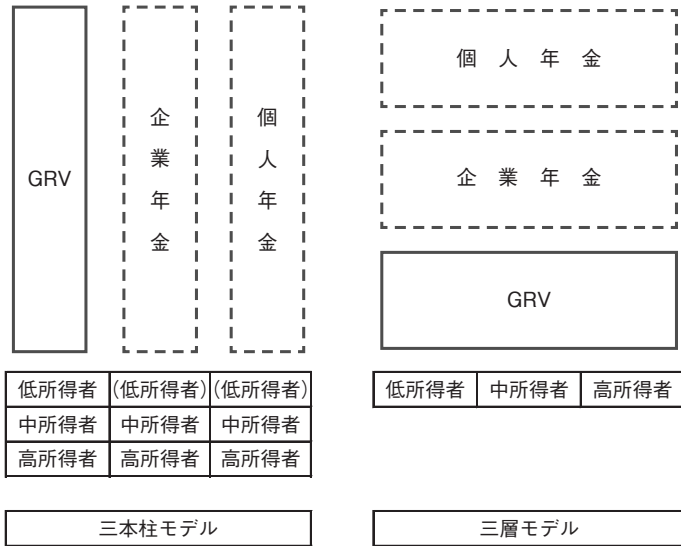 GRV
企業年金
個人年金
低所得者 (低所得者) (低所得者)
中所得者 中所得者 中所得者
高所得者 高所得者 高所得者
三本柱モデル
個人年金
企業年金
GRV
低所得者 中所得者 高所得者
三層モデル